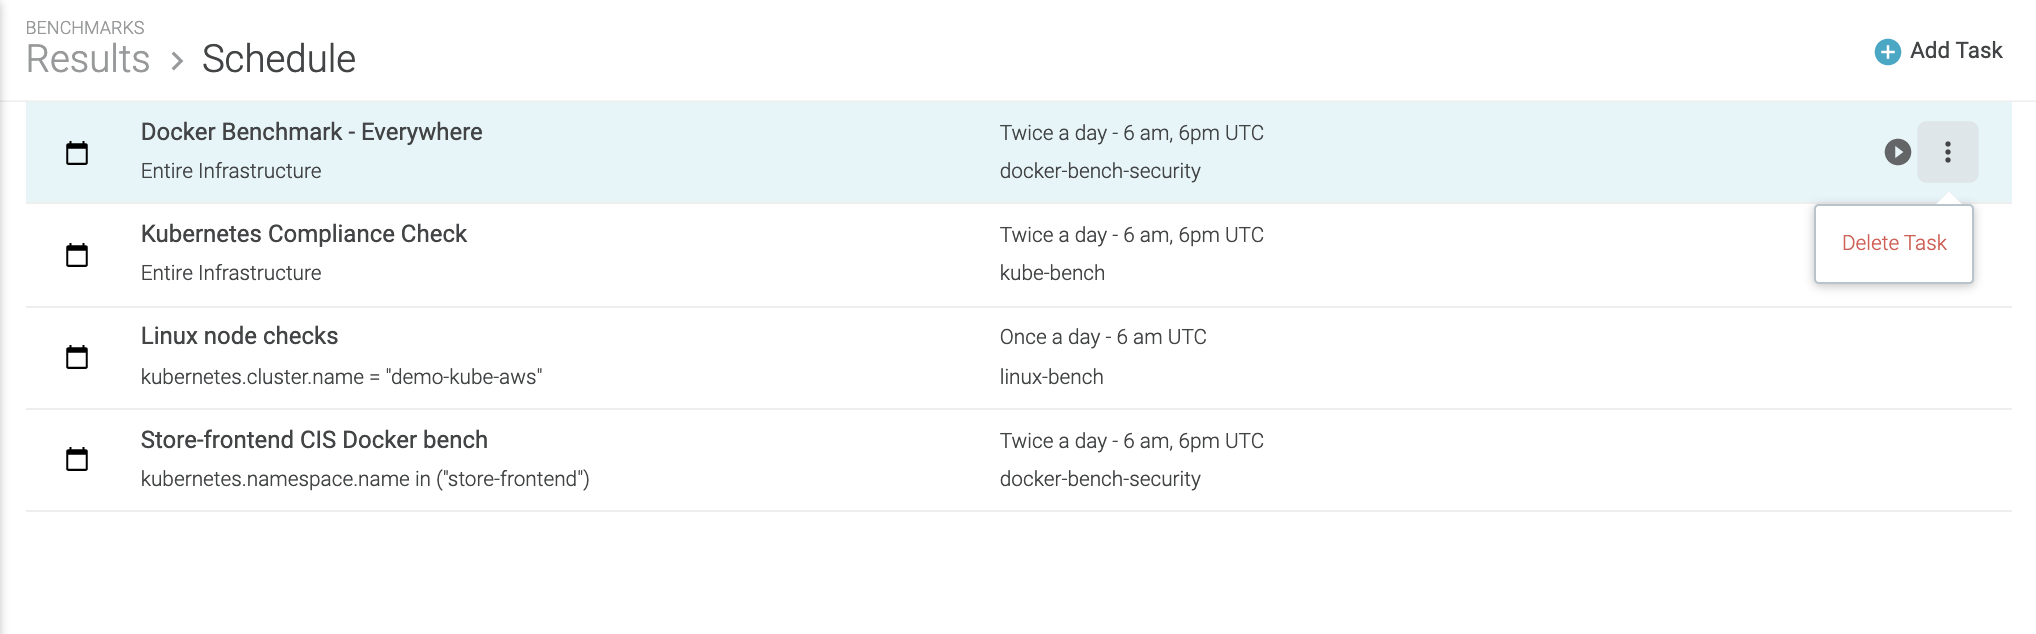 BENCHMARKS
Results > Schedule
Add Task
Docker Benchmark - Everywhere
Twice a day - 6 am, 6pm UTC
Entire Infrastructure
docker-bench-security
Kubernetes Compliance Check
Twice a day - 6 am, 6pm UTC
Delete Task
Entire Infrastructure
kube-bench
Linux node checks
Once a day - 6 am UTC
kubernetes.cluster.name = "demo-kube-aws"
linux-bench
Store-frontend CIS Docker bench
Twice a day - 6 am, 6pm UTC
kubernetes.namespace.name in ("store-frontend")
docker-bench-security